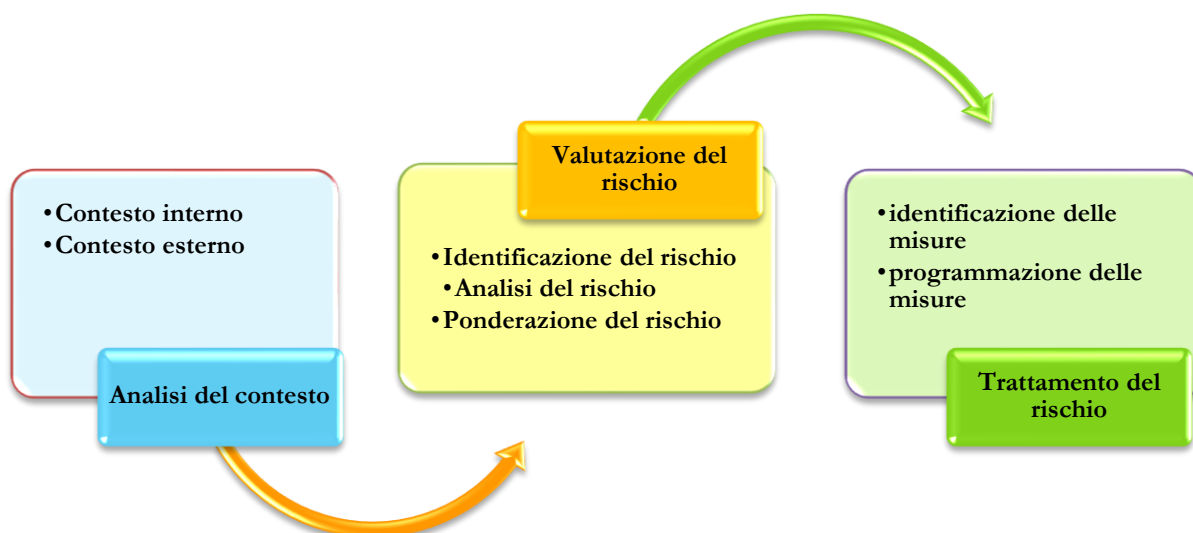 • Contesto interno
• Contesto esterno
Analisi del contesto
Valutazione del
rischio
• Identificazione del rischio
• Analisi del rischio
• Ponderazione del rischio
• identificazione delle
misure
• programmazione delle
misure
Trattamento del
rischio